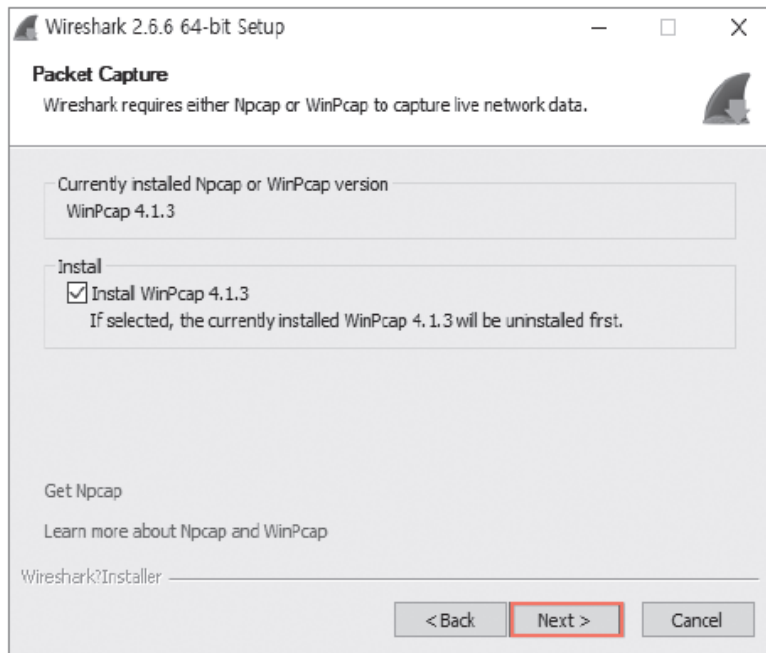 Wireshark 2.6.6 64-bit Setup
Packet Capture
Wireshark requires either Npcap or WinPcap to capture live network data.
Currently installed Npcap or WinPcap version
WinPcap 4.1.3
Install
Install WinPcap 4.1.3
If selected, the currently installed WinPcap 4.1.3 will be uninstalled first.
Get Npcap
Learn more about Npcap and WinPcap
Wireshark?Installer
< Back
Next >
Cancel